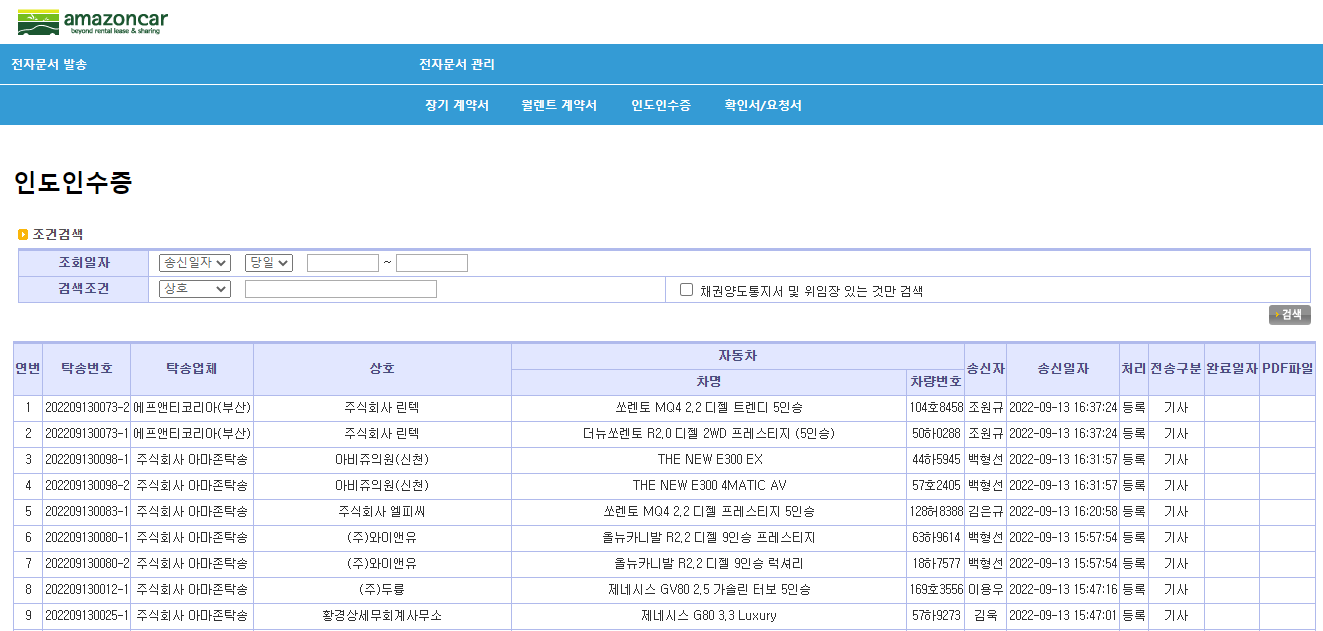 amazoncar
beyond rental lease & sharing
전자문서 발송 전자문서 관리
장기 계약서 월렌트 계약서 인도인수증 확인서/요청서
인도인수증
조건검색
조회일자 송신일자 당일 ~
검색조건 상호 채권양도통지서 및 위임장 있는 것만 검색
검색
연번 탁송번호 탁송업체 상호 자동차 송신자 송신일자 처리 전송구분 완료일자 PDF파일
차명 차량번호
1 202209130073-2 에프앤티코리아(부산) 주식회사 린텍 쏘렌토 MQ4 2.2 디젤 트렌디 5인승 104호8458 조원규 2022-09-13 16:37:24 등록 기사
2 202209130073-1 에프앤티코리아(부산) 주식회사 린텍 더뉴쏘렌토 R2.0 디젤 2WD 프레스티지 (5인승) 50하0288 조원규 2022-09-13 16:37:24 등록 기사
3 202209130098-1 주식회사 아마존탁송 아비쥬의원(신천) THE NEW E300 EX 44하5945 백형선 2022-09-13 16:31:57 등록 기사
4 202209130098-2 주식회사 아마존탁송 아비쥬의원(신천) THE NEW E300 4MATIC AV 57호2405 백형선 2022-09-13 16:31:57 등록 기사
5 202209130083-1 주식회사 아마존탁송 주식회사 엘피씨 쏘렌토 MQ4 2.2 디젤 프레스티지 5인승 128허8388 김은규 2022-09-13 16:20:58 등록 기사
6 202209130080-1 주식회사 아마존탁송 (주)와이앤유 올뉴카니발 R2.2 디젤 9인승 프레스티지 63하9614 백형선 2022-09-13 15:57:54 등록 기사
7 202209130080-2 주식회사 아마존탁송 (주)와이앤유 올뉴카니발 R2.2 디젤 9인승 럭셔리 18하7577 백형선 2022-09-13 15:57:54 등록 기사
8 202209130012-1 주식회사 아마존탁송 (주)두룡 제네시스 GV80 2.5 가솔린 터보 5인승 169호3556 이용우 2022-09-13 15:47:16 등록 기사
9 202209130025-1 주식회사 아마존탁송 황경상세무회계사무소 제네시스 G80 3.3 Luxury 57하9273 김욱 2022-09-13 15:47:01 등록 기사